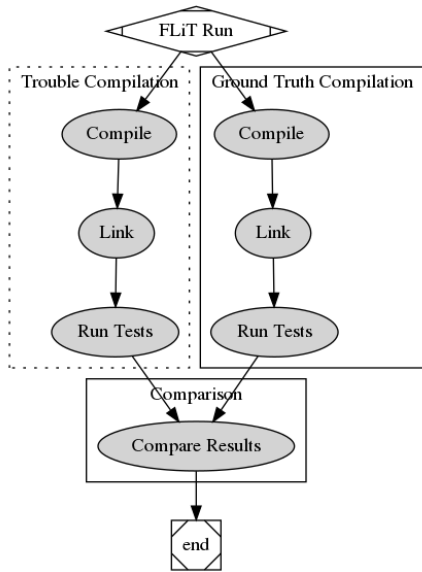 FLiT Run
Trouble Compilation
Ground Truth Compilation
Compile
Compile
Link
Link
Run Tests
Run Tests
Comparison
Compare Results
end